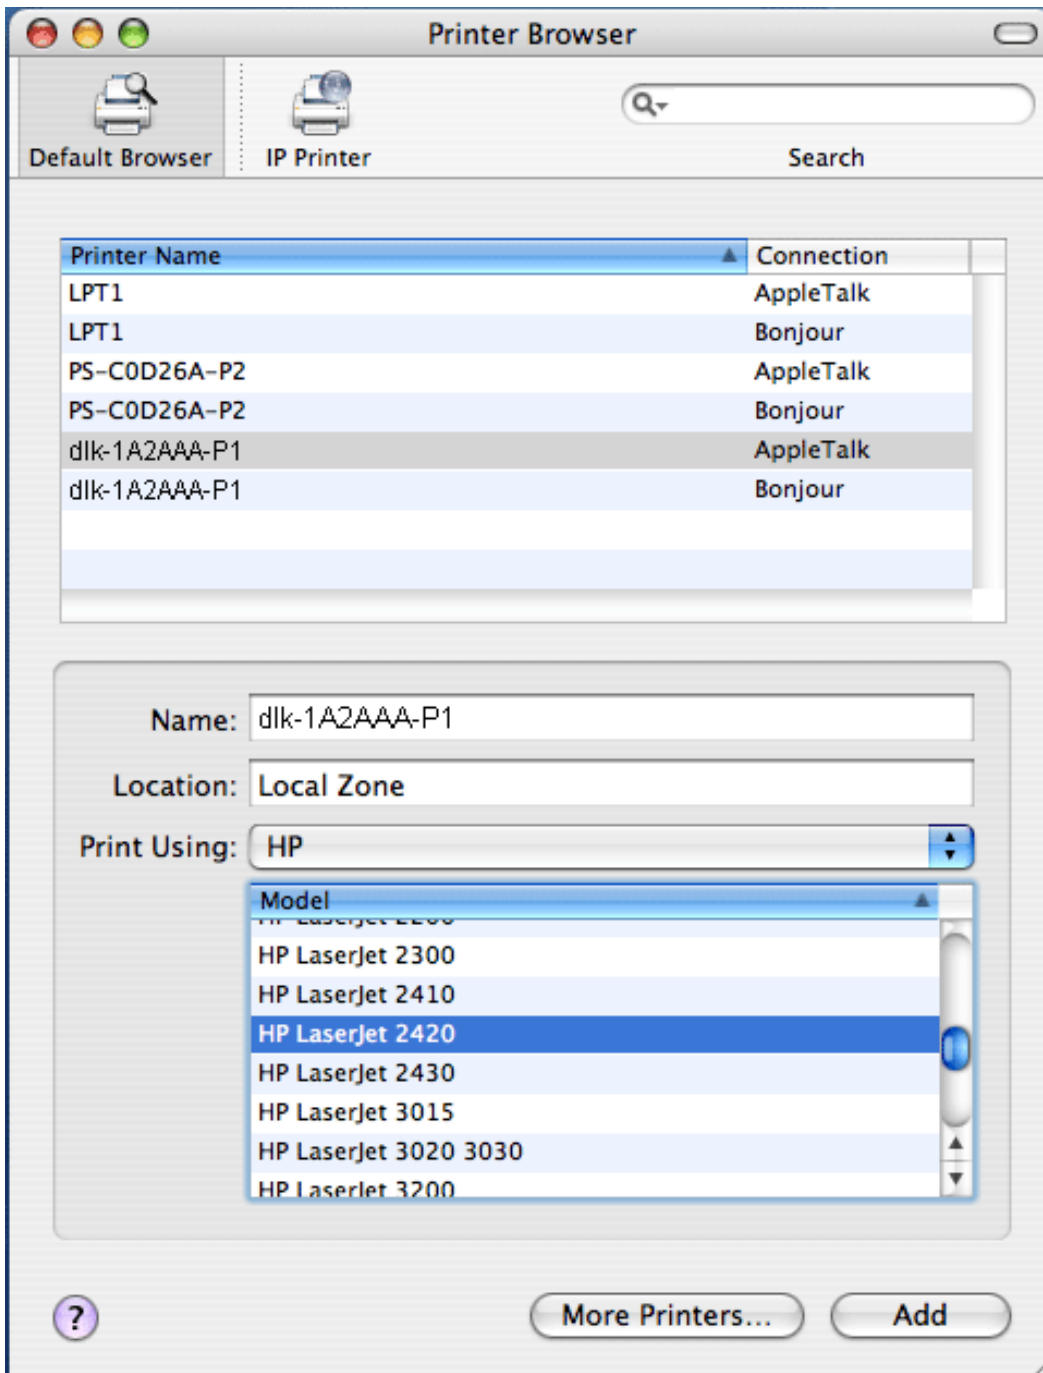 Printer Browser
Default Browser IP Printer Search
Printer Name Connection
LPT1 AppleTalk
LPT1 Bonjour
PS-C0D26A-P2 AppleTalk
PS-C0D26A-P2 Bonjour
dlk-1A2AAA-P1 AppleTalk
dlk-1A2AAA-P1 Bonjour
Name: dlk-1A2AAA-P1
Location: Local Zone
Print Using: HP
Model
HP LaserJet 2200
HP LaserJet 2300
HP LaserJet 2410
HP LaserJet 2420
HP LaserJet 2430
HP LaserJet 3015
HP LaserJet 3020 3030
HP LaserJet 3200
? More Printers... Add